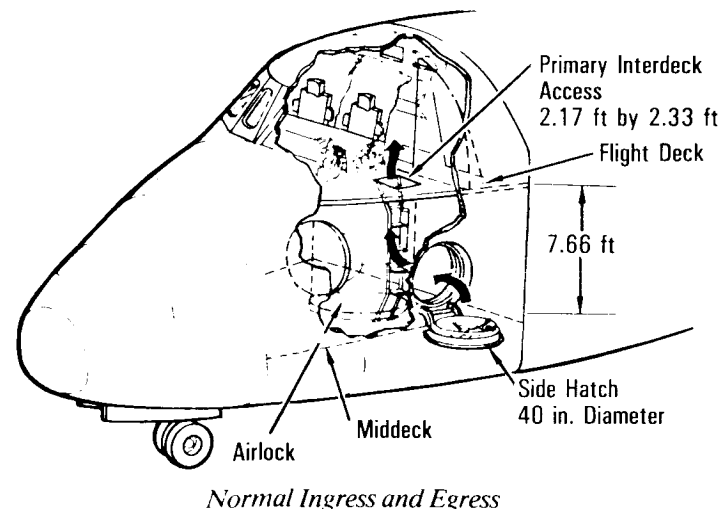 Primary Interdeck
Access
2.17 ft by 2.33 ft
Flight Deck
7.66 ft
Side Hatch
40 in. Diameter
Middeck
Airlock
Normal Ingress and Egress